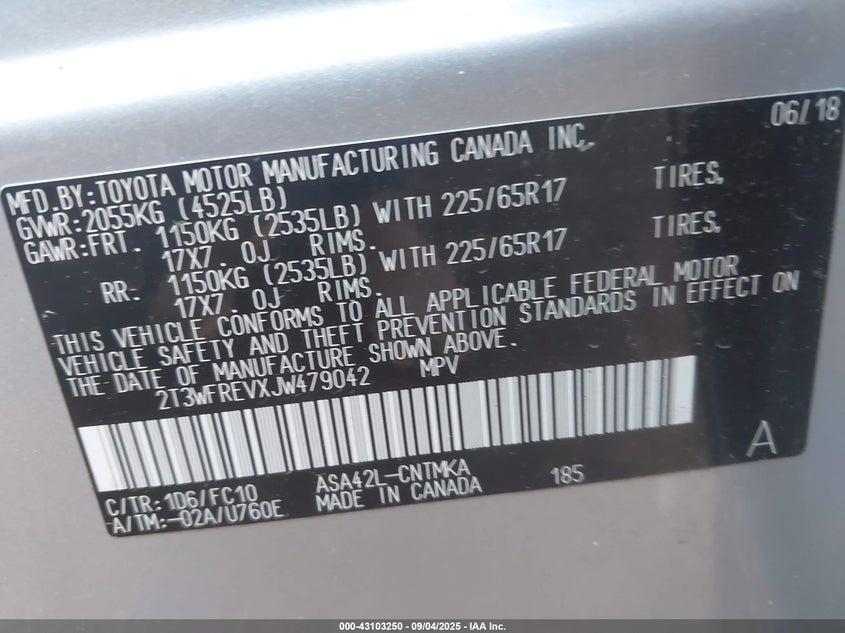 06/18
MFD.BY:TOYOTA MOTOR MANUFACTURING CANADA INC.
GVWR:2055KG (4525LB)
GAWR:FRT. 1150KG (2535LB) WITH 225/65R17 TIRES,
17X7.0J RIMS.
RR. 1150KG (2535LB) WITH 225/65R17 TIRES,
17X7.0J RIMS.
THIS VEHICLE CONFORMS TO ALL APPLICABLE FEDERAL MOTOR
VEHICLE SAFETY AND THEFT PREVENTION STANDARDS IN EFFECT ON
THE DATE OF MANUFACTURE SHOWN ABOVE.
2T3WFREVXJW479042 MPV
A
C/TR:1D6/FC10 ASA42L-CNTMKA 185
A/TM:-02A/U760E MADE IN CANADA
000-43103250 - 09/04/2025 - IAA Inc.